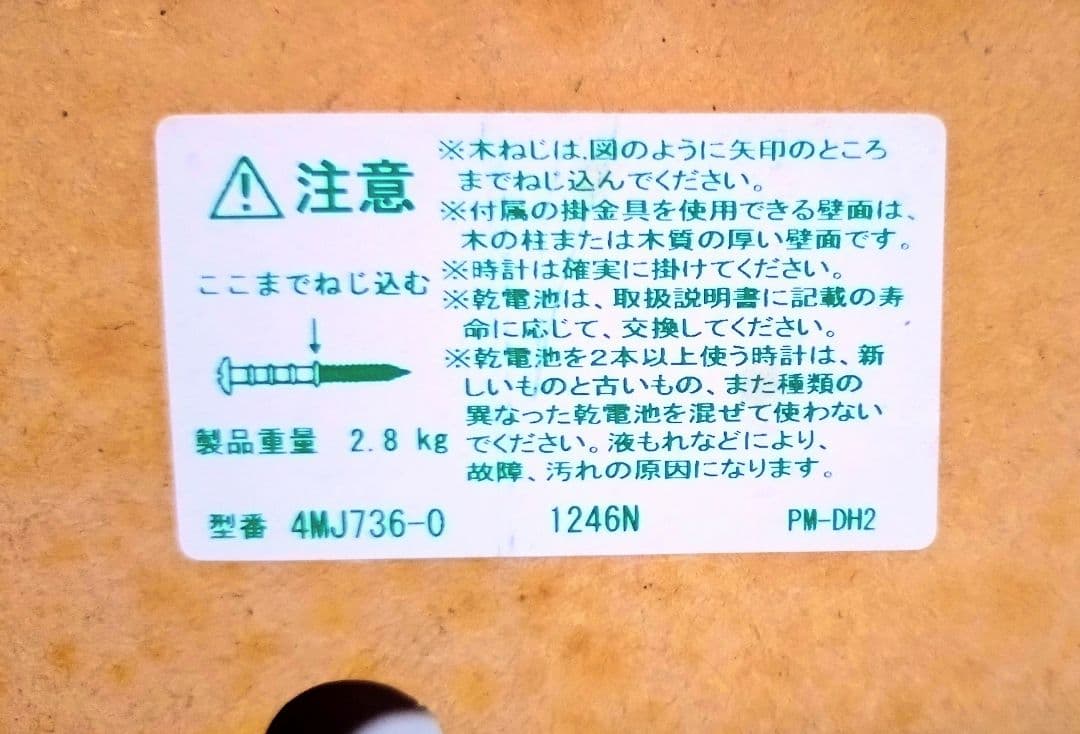 注意
ここまでねじ込む
製品重量 2.8 kg
※木ねじは、図のように矢印のところ
までねじ込んでください。
※付属の掛金具を使用できる壁面は、
木の柱または木質の厚い壁面です。
※時計は確実に掛けてください。
※乾電池は、取扱説明書に記載の寿
命に応じて、交換してください。
※乾電池を2本以上使う時計は、新
しいものと古いもの、また種類の
異なった乾電池を混ぜて使わない
でください。液もれなどにより、
故障、汚れの原因になります。
型番 4MJ736-0 1246N PM-DH2